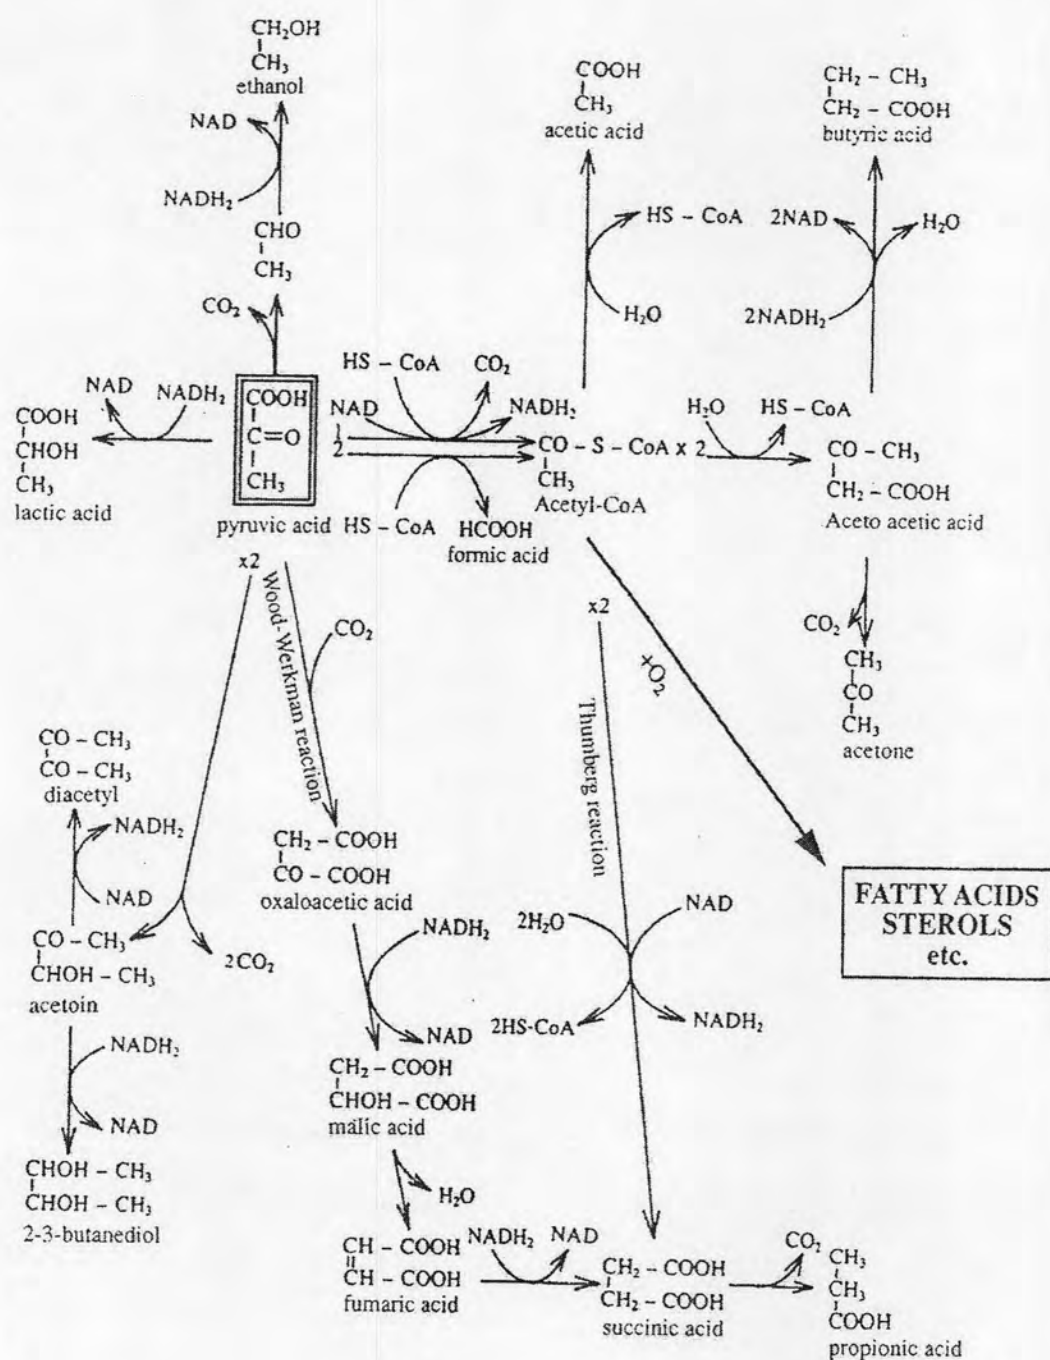 CH₂OH
CH₃
ethanol
NAD
NADH₂
CHO
CH₃
CO₂
COOH
CH₃
acetic acid
CH₂ – CH₃
CH₂ – COOH
butyric acid
HS – CoA
H₂O
2NAD
H₂O
2NADH₂
NAD
NADH₂
COOH
CHOH
CH₃
lactic acid
COOH
C=O
CH₃
pyruvic acid
HS – CoA
CO₂
NAD
NADH₂
1
2
HS – CoA
HCOOH
formic acid
CO – S – CoA x 2
CH₃
Acetyl-CoA
H₂O
HS – CoA
CO – CH₃
CH₂ – COOH
Aceto acetic acid
CO₂
CH₃
CO
CH₃
acetone
x2
Wood-Werkman reaction
CO₂
x2
Thumberg reaction
+O₂
FATTY ACIDS
STEROLS
etc.
CO – CH₃
CO – CH₃
diacetyl
NADH₂
NAD
CO – CH₃
CHOH – CH₃
acetoin
2CO₂
NADH₂
NAD
CHOH – CH₃
CHOH – CH₃
2-3-butanediol
CH₂ – COOH
CO – COOH
oxaloacetic acid
NADH₂
NAD
CH₂ – COOH
CHOH – COOH
malic acid
H₂O
2H₂O
NAD
2HS-CoA
NADH₂
CH – COOH
CH – COOH
fumaric acid
NADH₂
NAD
CH₂ – COOH
CH₂ – COOH
succinic acid
CO₂
CH₃
CH₃
COOH
propionic acid